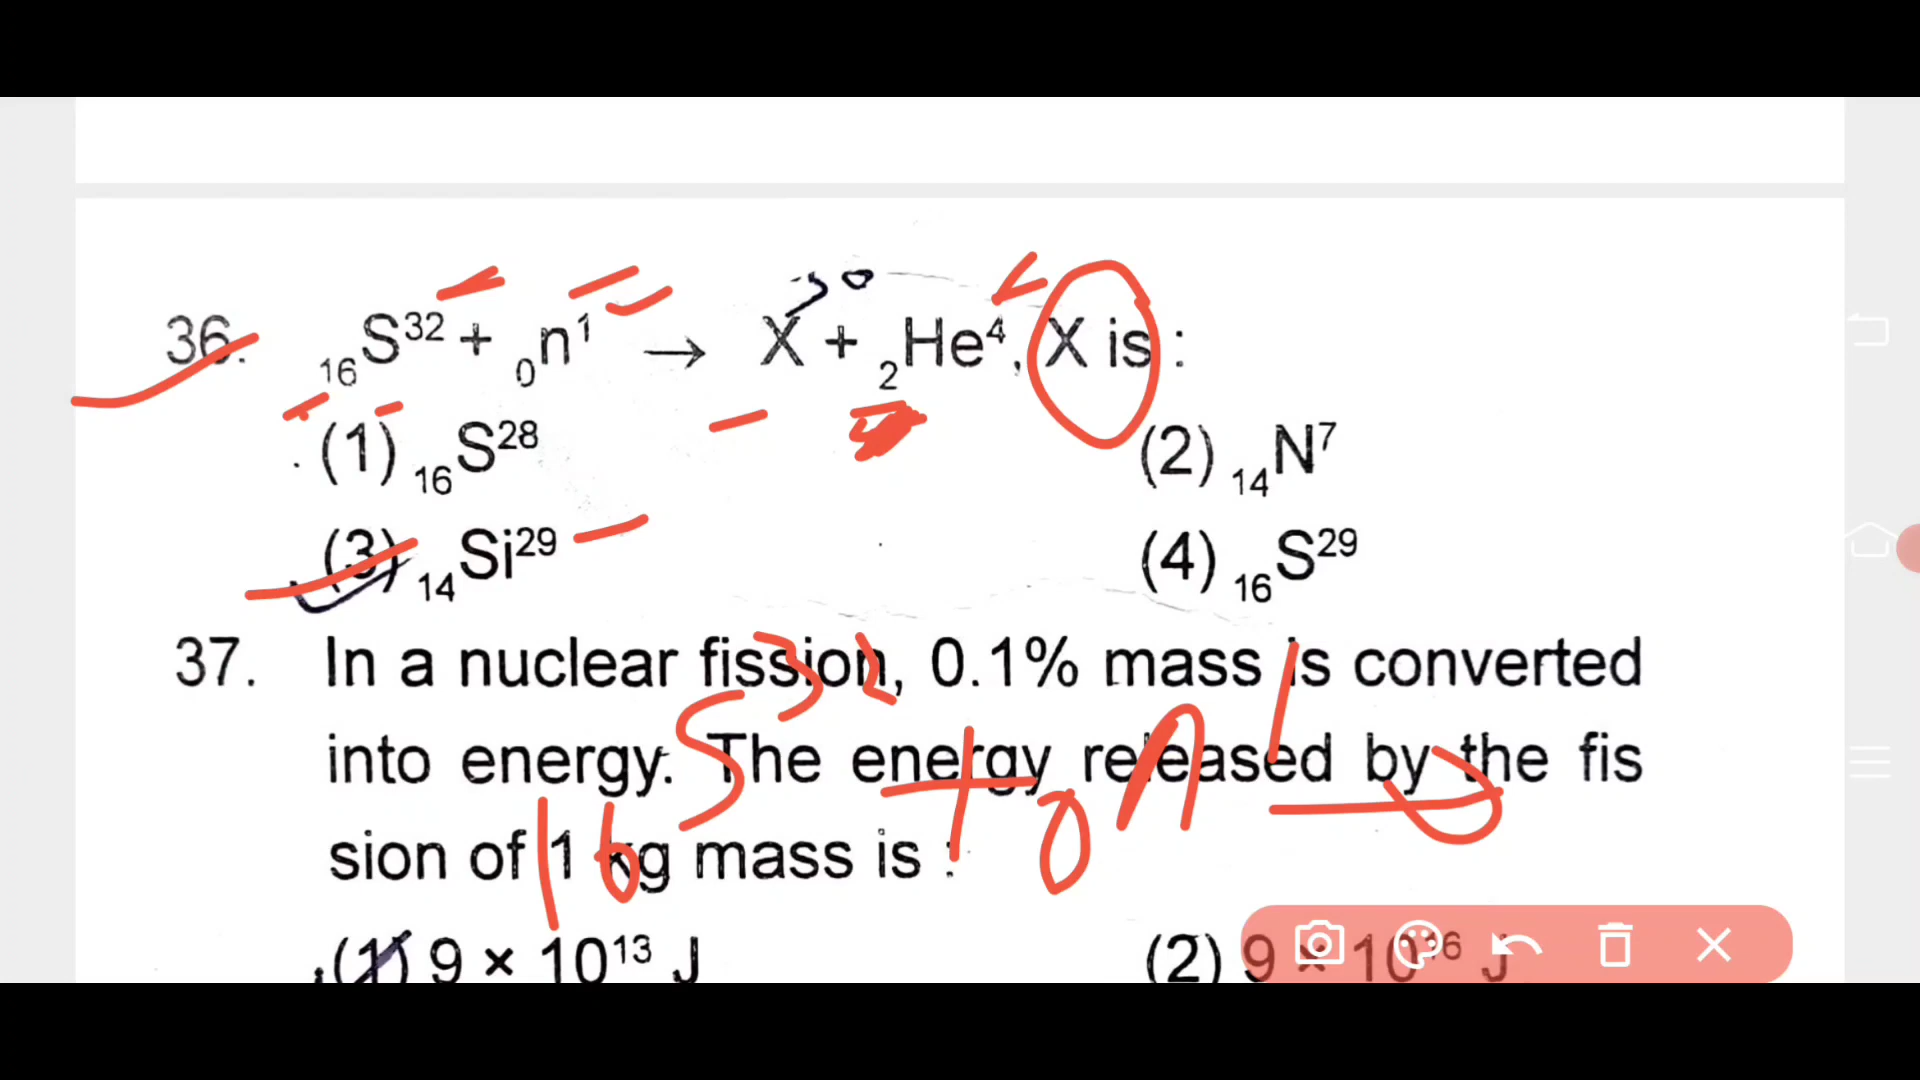 30
36. ₁₆S³² + ₀n¹ → X + ₂He⁴, X is :
(1) ₁₆S²⁸ (2) ₁₄N⁷
(3) ₁₄Si²⁹ (4) ₁₆S²⁹
37. In a nuclear fission, 0.1% mass is converted
into energy. The energy released by the fis
sion of 1 kg mass is :
₁₆S³² + ₀n¹
(1) 9 × 10¹³ J (2) 9 × 10¹⁶ J